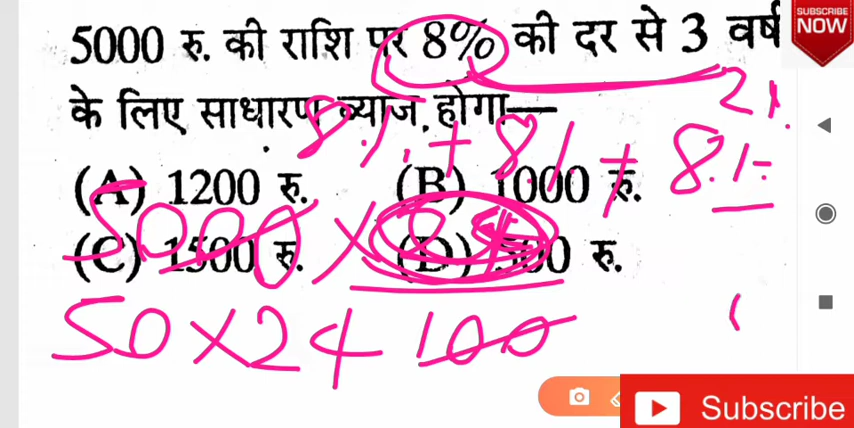 5000 रु. की राशि पर 8% की दर से 3 वर्ष
के लिए साधारण ब्याज होगा—
8%. + 8% + 8%
(A) 1200 रु. (B) 1000 रु.
5000 ×
(C) 1500 रु. (D) 500 रु.
50 × 24 100
SUBSCRIBE
NOW
Subscribe